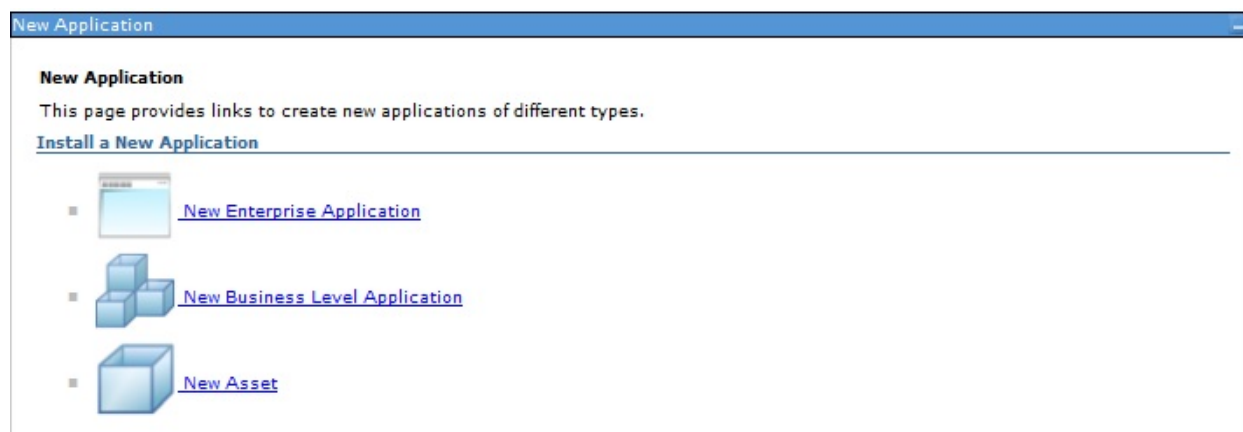 New Application
New Application
This page provides links to create new applications of different types.
Install a New Application
New Enterprise Application
New Business Level Application
New Asset